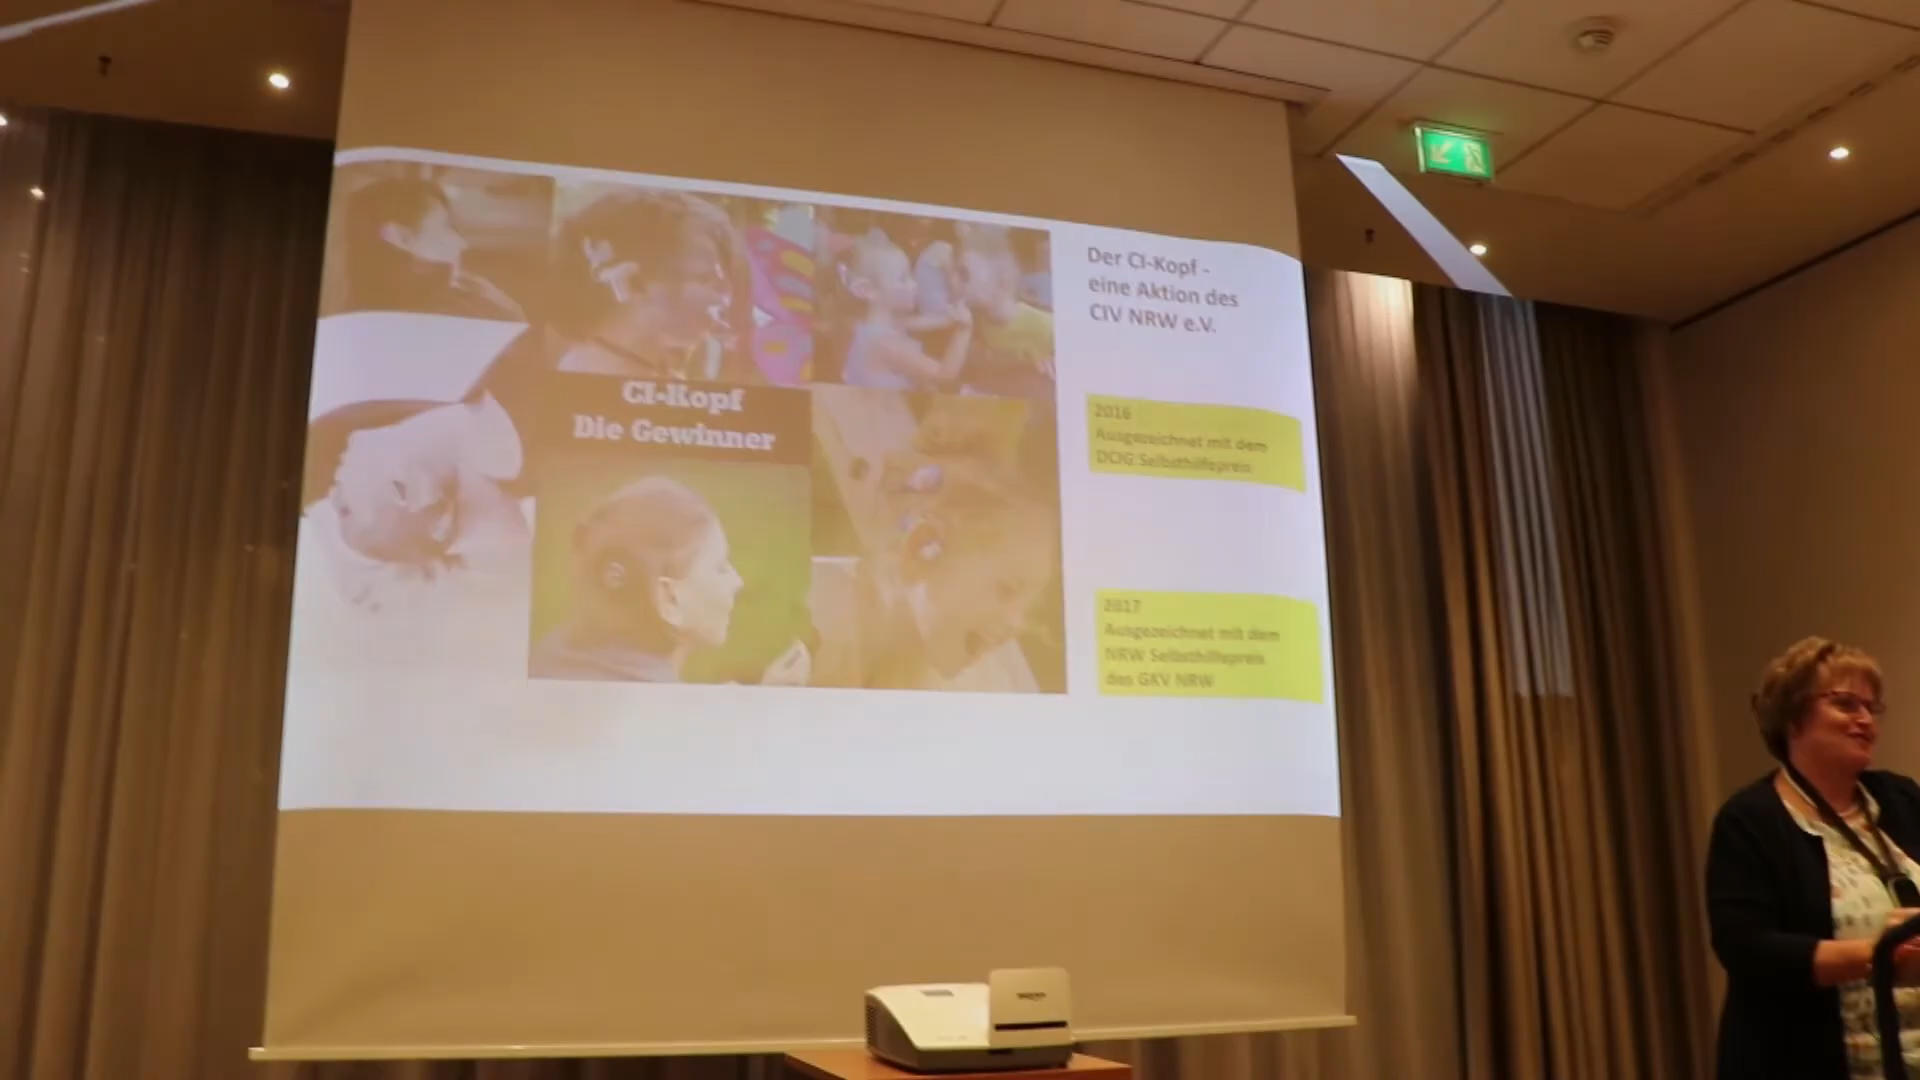 CI-Kopf
Die Gewinner
Der CI-Kopf -
eine Aktion des
CIV NRW e.V.
2016
Ausgezeichnet mit dem
DCIG Selbsthilfepreis
2017
Ausgezeichnet mit dem
NRW Selbsthilfepreis
des GKV NRW